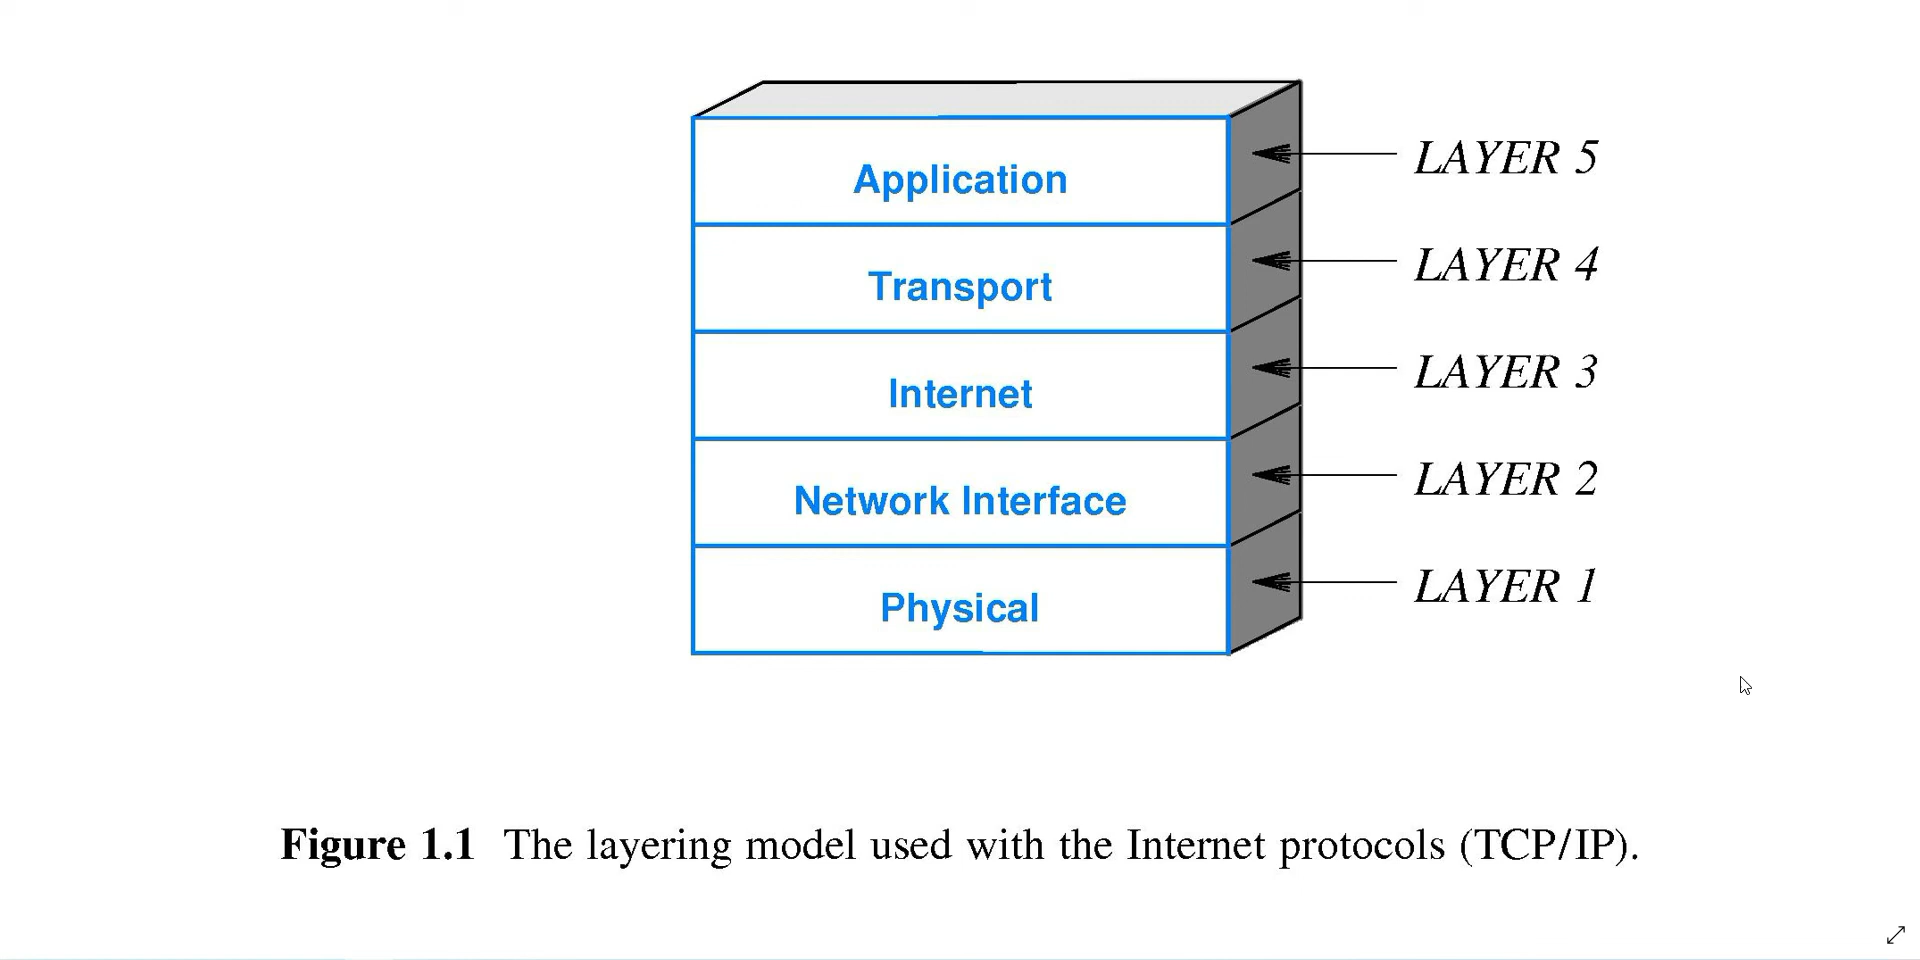 Application
LAYER 5
Transport
LAYER 4
Internet
LAYER 3
Network Interface
LAYER 2
Physical
LAYER 1
Figure 1.1 The layering model used with the Internet protocols (TCP/IP).